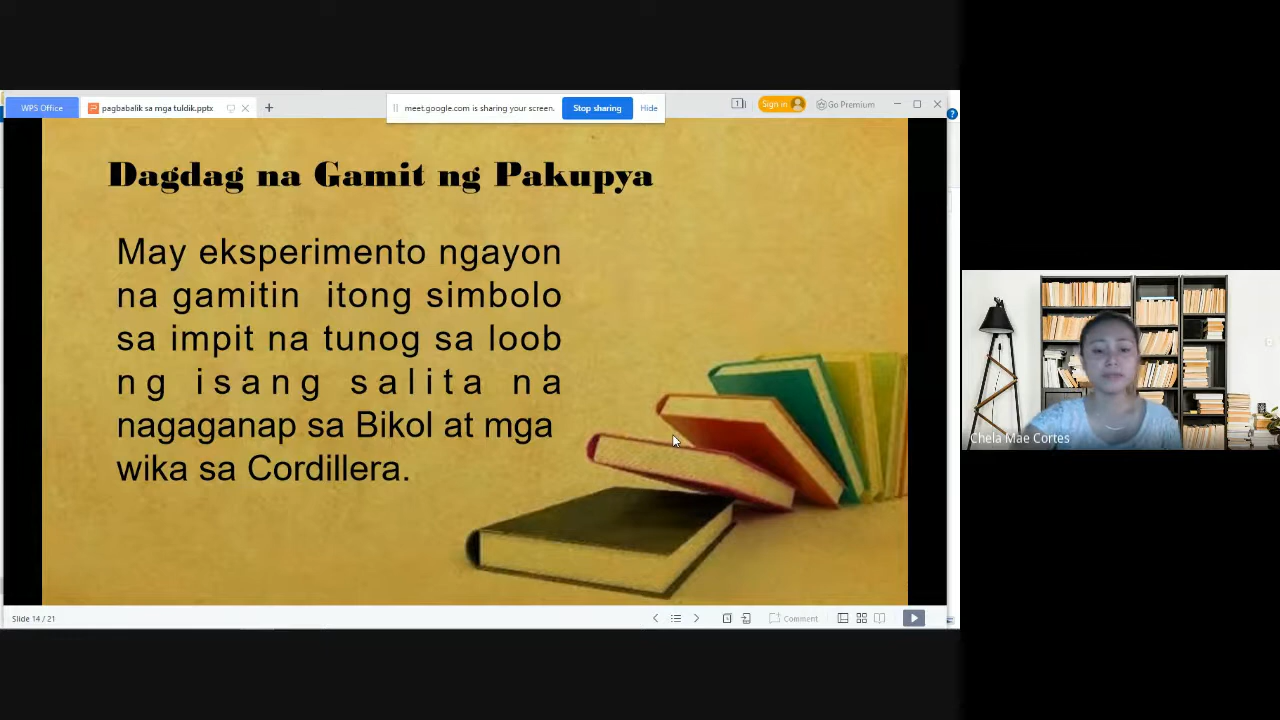 WPS Office
pagbabalik sa mga tuldik.pptx
meet.google.com is sharing your screen.
Stop sharing
Hide
1
Sign in
Go Premium
Dagdag na Gamit ng Pakupya
May eksperimento ngayon
na gamitin itong simbolo
sa impit na tunog sa loob
ng isang salita na
nagaganap sa Bikol at mga
wika sa Cordillera.
Chela Mae Cortes
Slide 14 / 21
Comment